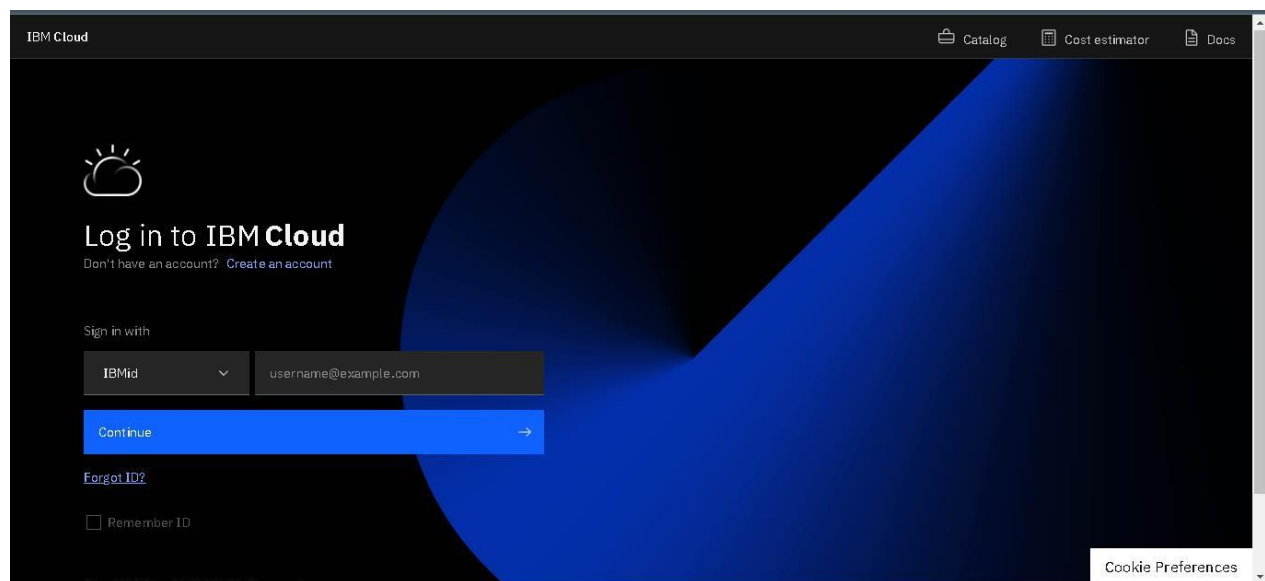 IBM Cloud
Catalog
Cost estimator
Docs
Log in to IBM Cloud
Don't have an account? Create an account
Sign in with
IBMid
username@example.com
Continue
Forgot ID?
Remember ID
Cookie Preferences